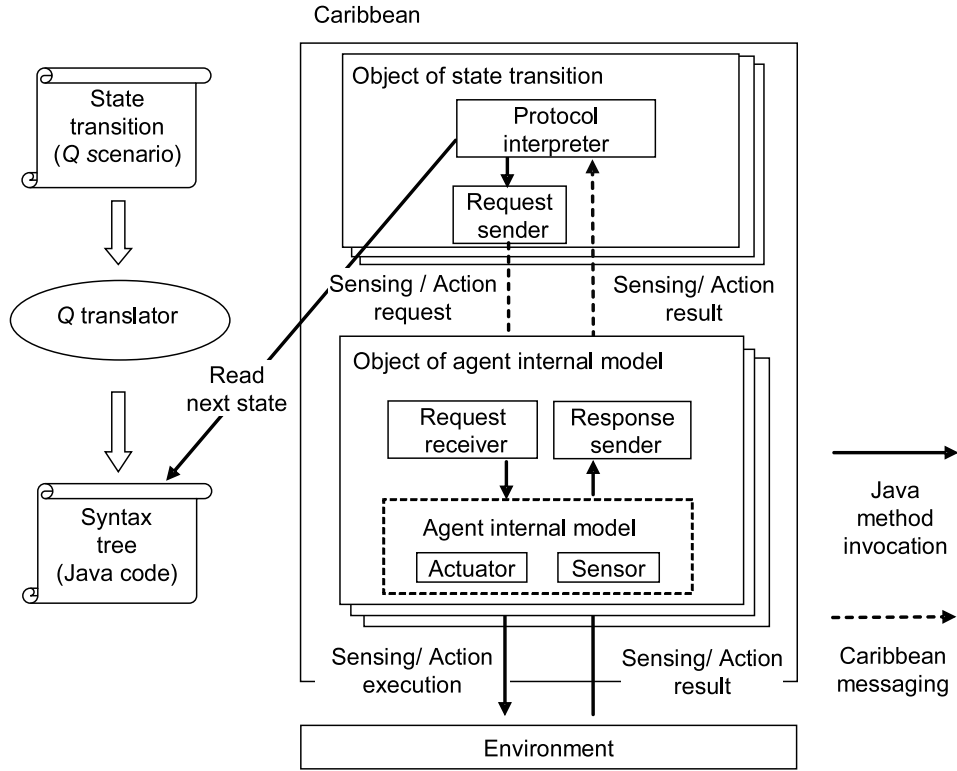 Caribbean
State
transition
(Q scenario)
Q translator
Syntax
tree
(Java code)
Object of state transition
Protocol
interpreter
Request
sender
Sensing / Action
request
Sensing/ Action
result
Read
next state
Object of agent internal model
Request
receiver
Response
sender
Agent internal model
Actuator
Sensor
Sensing/ Action
execution
Sensing/ Action
result
Environment
Java
method
invocation
Caribbean
messaging